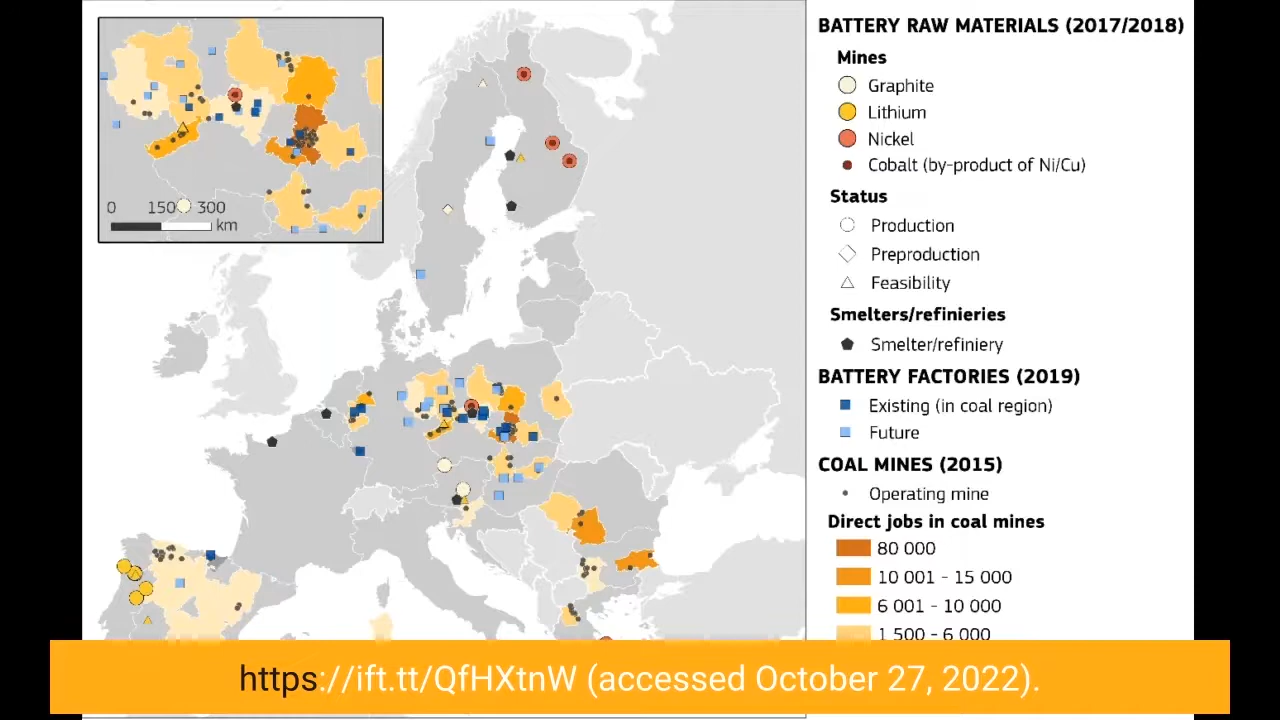 BATTERY RAW MATERIALS (2017/2018)
Mines
Graphite
Lithium
Nickel
Cobalt (by-product of Ni/Cu)
Status
Production
Preproduction
Feasibility
Smelters/refinieries
Smelter/refiniery
BATTERY FACTORIES (2019)
Existing (in coal region)
Future
COAL MINES (2015)
Operating mine
Direct jobs in coal mines
80 000
10 001 - 15 000
6 001 - 10 000
1 500 - 6 000
0 150 300
km
https://ift.tt/QfHXtnW (accessed October 27, 2022).